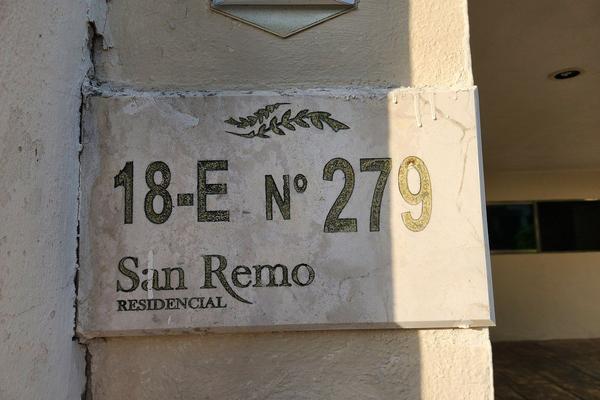 18-E Nº 279
San Remo
RESIDENCIAL